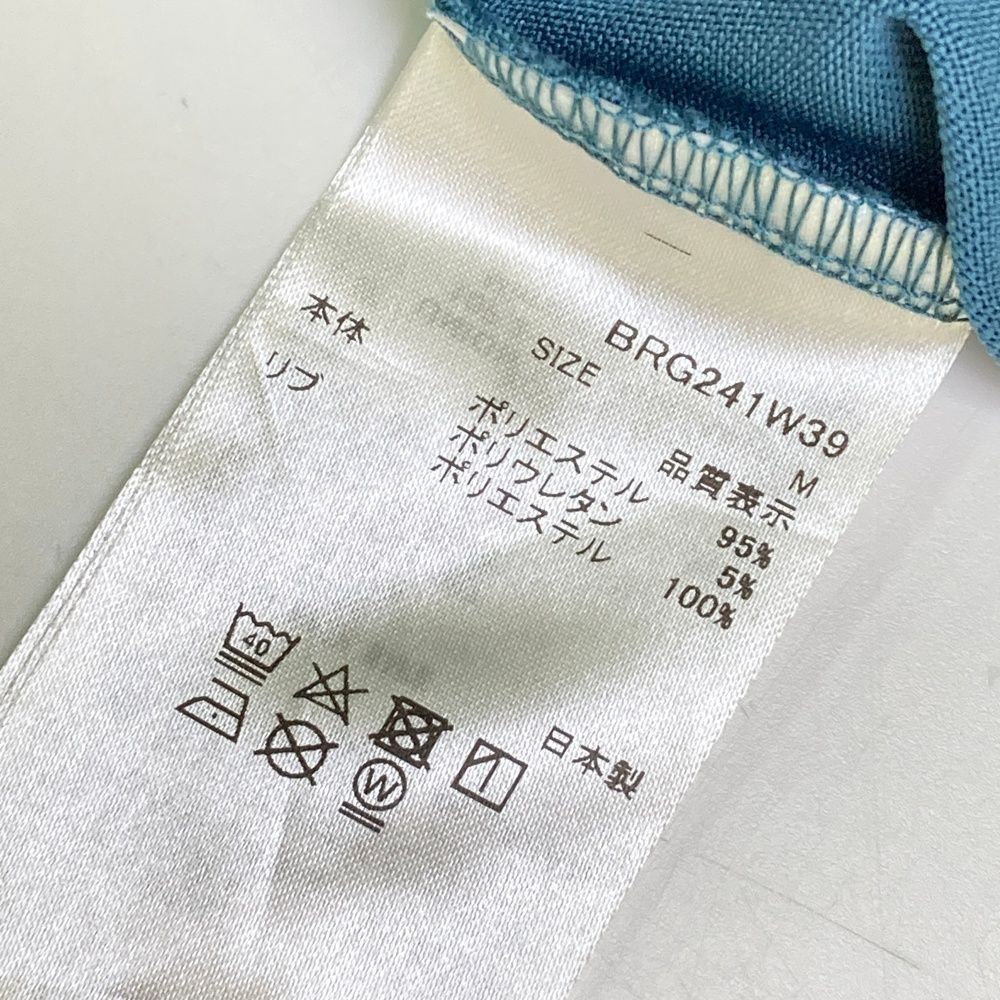 BRG241W39
SIZE M
品質表示
本体 ポリエステル 95%
ポリウレタン 5%
リブ ポリエステル 100%
40
W
日本製